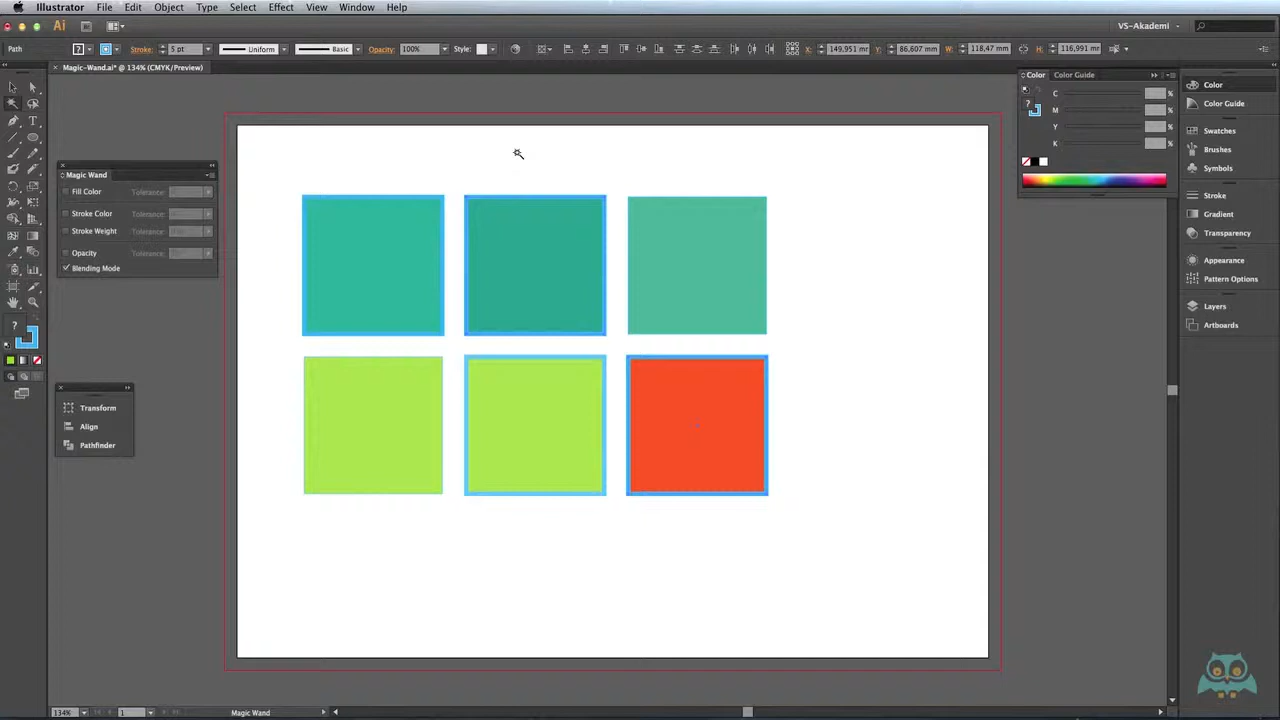 Illustrator File Edit Object Type Select Effect View Window Help
Ai VS-Akademi
Path ? Stroke: 5 pt Uniform Basic Opacity: 100% Style: X: 149,951 mm Y: 86,607 mm W: 118,47 mm H: 116,991 mm
Magic-Wand.ai* @ 134% (CMYK/Preview)
Color Color Guide
C %
M %
Y %
K %
Color
Color Guide
Swatches
Brushes
Symbols
Stroke
Gradient
Transparency
Appearance
Pattern Options
Layers
Artboards
Magic Wand
Fill Color Tolerance:
Stroke Color Tolerance:
Stroke Weight Tolerance:
Opacity Tolerance:
Blending Mode
Transform
Align
Pathfinder
134% 1 Magic Wand